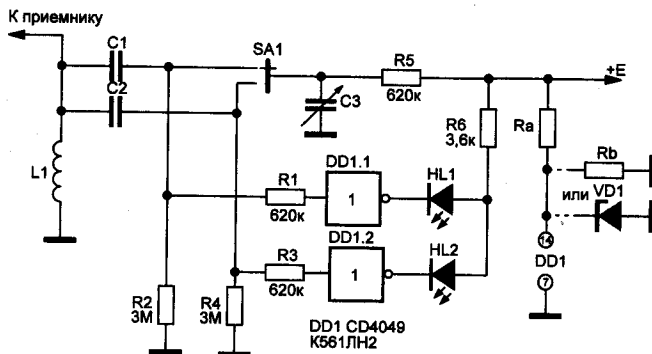 К приемнику
C1
SA1
R5
620к
+E
C2
C3
R6
3,6к
Ra
Rb
L1
DD1.1
HL1
или
VD1
R1
620к
1
14
DD1.2
HL2
DD1
R3
620к
1
7
R2
3М
R4
3М
DD1 CD4049
К561ЛН2